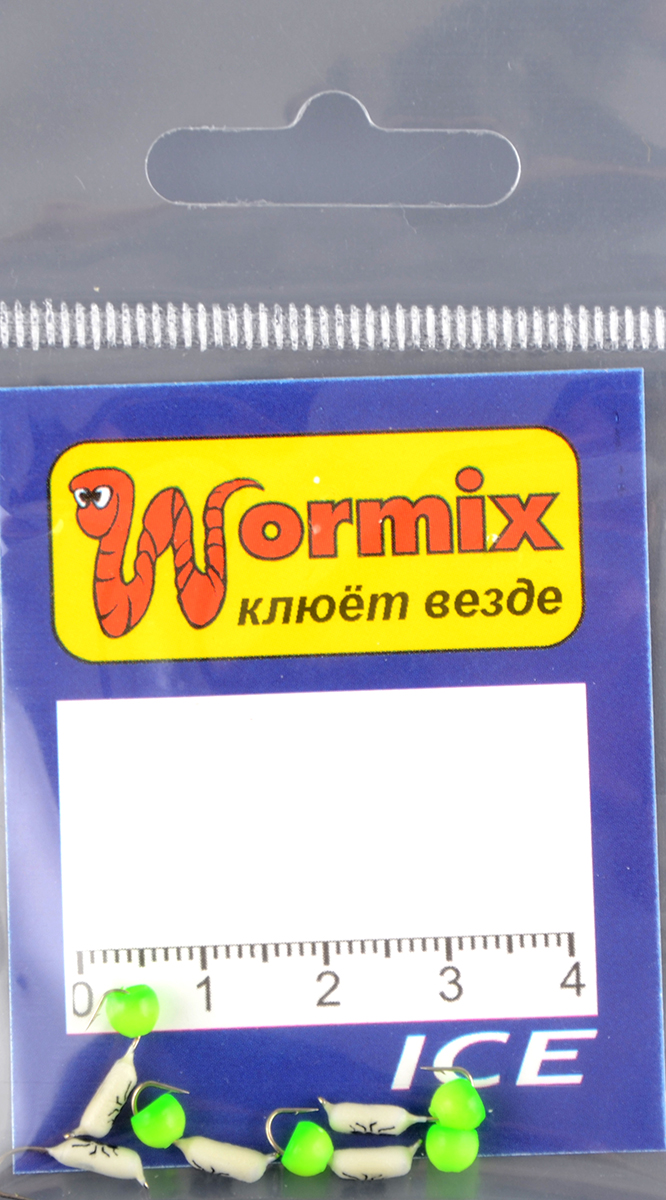 Wormix
клюёт везде
0 1 2 3 4
ICE